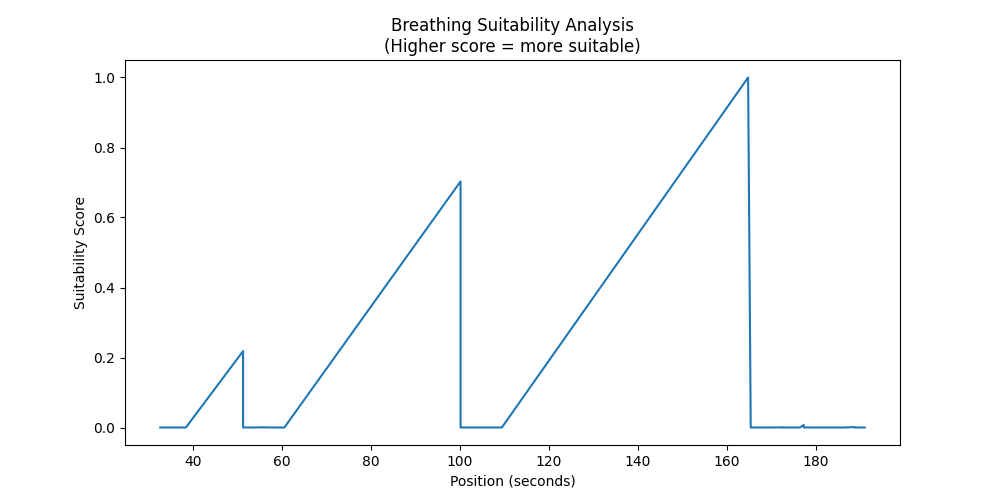 Breathing Suitability Analysis
(Higher score = more suitable)
Suitability Score
1.0
0.8
0.6
0.4
0.2
0.0
40 60 80 100 120 140 160 180
Position (seconds)